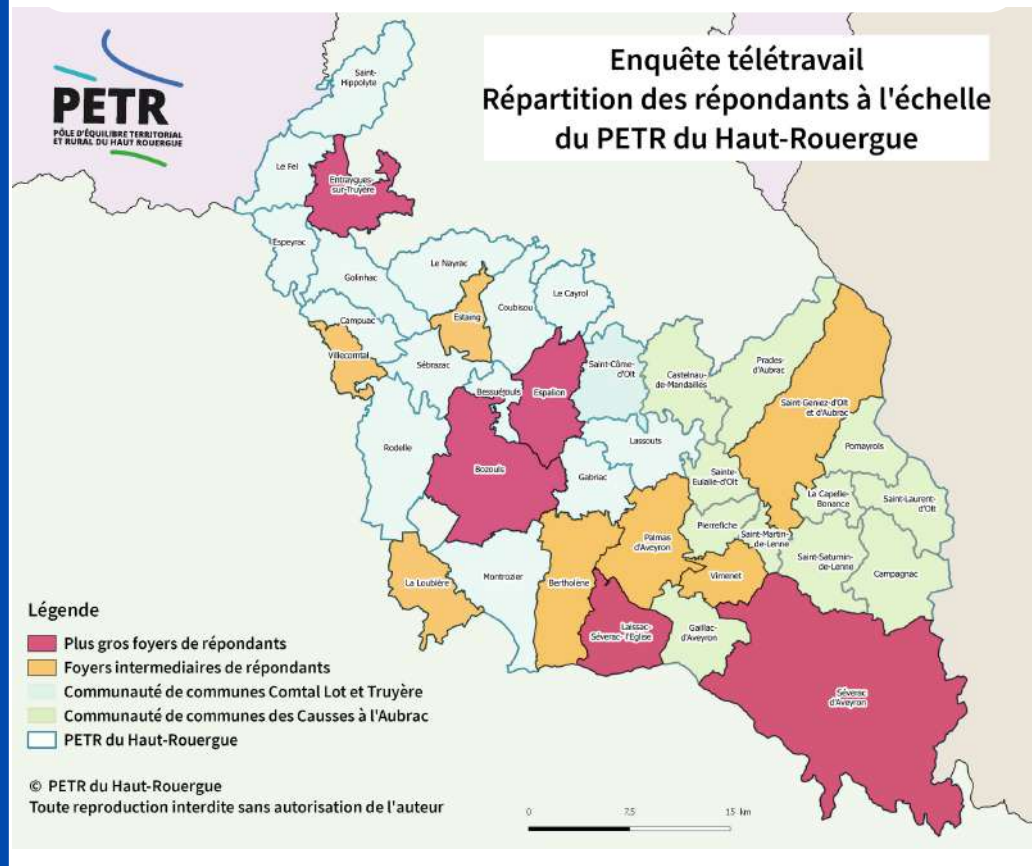 Enquête télétravail
Répartition des répondants à l'échelle
du PETR du Haut-Rouergue
PETR
PÔLE D'ÉQUILIBRE TERRITORIAL
ET RURAL DU HAUT ROUERGUE
Saint-
Hippolyte
Le Fel
Entraygues-
sur-Truyère
Espeyrac
Golinhac
Le Nayrac
Le Cayrol
Coubisou
Estaing
Campuac
Villecomtal
Sébrazac
Saint-Côme-
d'Olt
Castelnau-
de-Mandailles
Prades-
d'Aubrac
Bessuéjouls
Espalion
Saint-Geniez-d'Olt
et d'Aubrac
Rodelle
Lassouts
Pomayrols
Bozouls
Gabriac
Sainte-
Eulalie-d'Olt
La Capelle-
Bonance
Saint-Laurent-
d'Olt
Pierrefiche
Saint-Martin-
de-Lenne
Palmas
d'Aveyron
Saint-Saturnin-
de-Lenne
Campagnac
La Loubière
Montrozier
Bertholène
Vimenet
Laissac-
Séverac-l'Eglise
Gaillac-
d'Aveyron
Séverac
d'Aveyron
Légende
Plus gros foyers de répondants
Foyers intermediaires de répondants
Communauté de communes Comtal Lot et Truyère
Communauté de communes des Causses à l'Aubrac
PETR du Haut-Rouergue
© PETR du Haut-Rouergue
Toute reproduction interdite sans autorisation de l'auteur
0 7.5 15 km